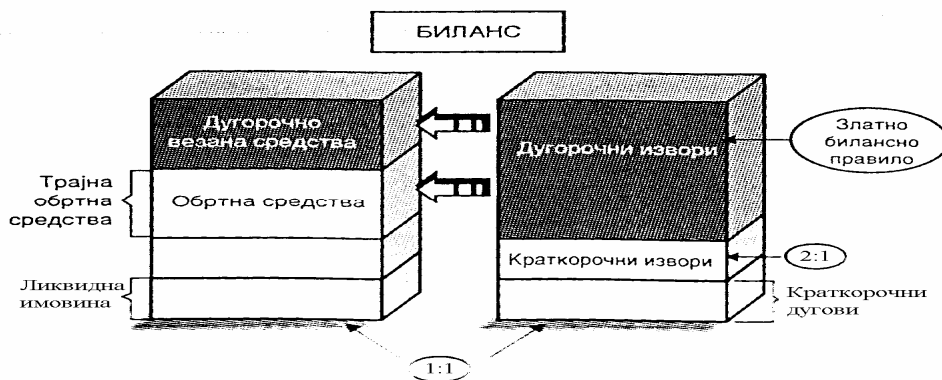 БИЛАНС
Дугорочно
везана средства
Трајна
обртна
средства
Обртна средства
Ликвидна
имовина
Дугорочни извори
Златно
билансно
правило
Краткорочни извори
2:1
Краткорочни
дугови
1:1